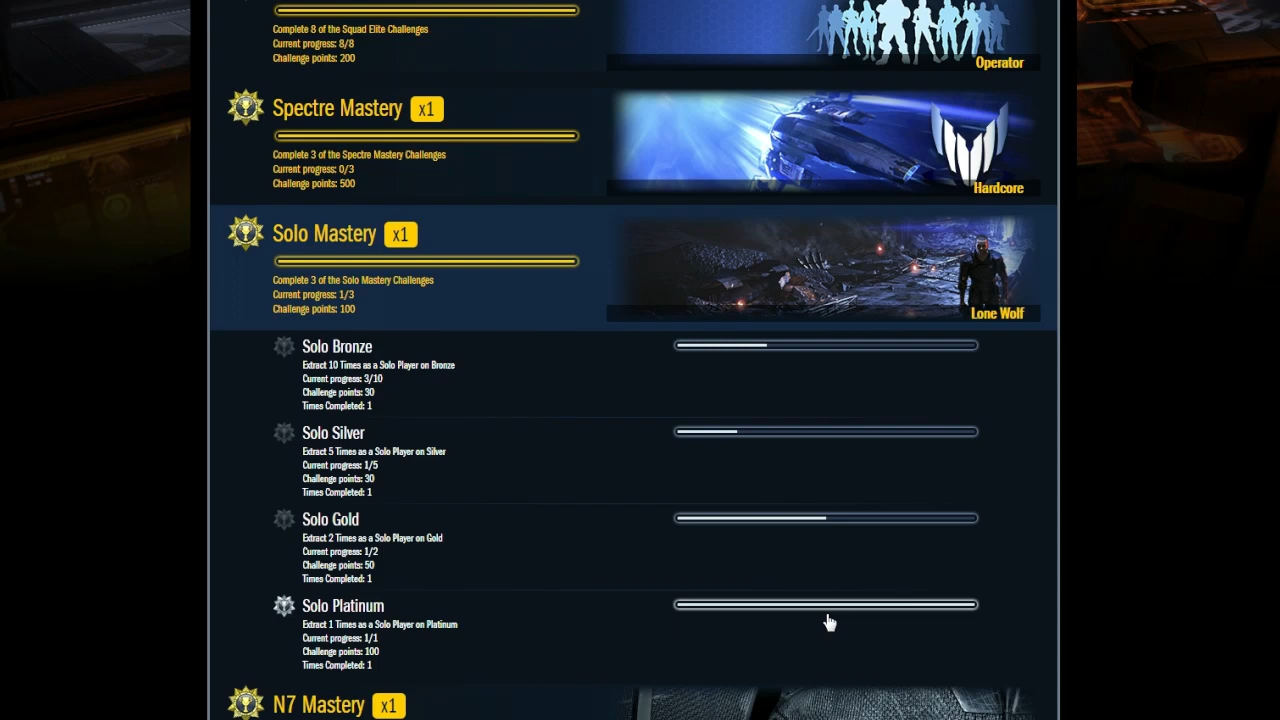 Complete 8 of the Squad Elite Challenges
Current progress: 8/8
Challenge points: 200
Operator
Spectre Mastery x1
Complete 3 of the Spectre Mastery Challenges
Current progress: 0/3
Challenge points: 500
Hardcore
Solo Mastery x1
Complete 3 of the Solo Mastery Challenges
Current progress: 1/3
Challenge points: 100
Lone Wolf
Solo Bronze
Extract 10 Times as a Solo Player on Bronze
Current progress: 3/10
Challenge points: 30
Times Completed: 1
Solo Silver
Extract 5 Times as a Solo Player on Silver
Current progress: 1/5
Challenge points: 30
Times Completed: 1
Solo Gold
Extract 2 Times as a Solo Player on Gold
Current progress: 1/2
Challenge points: 50
Times Completed: 1
Solo Platinum
Extract 1 Times as a Solo Player on Platinum
Current progress: 1/1
Challenge points: 100
Times Completed: 1
N7 Mastery x1